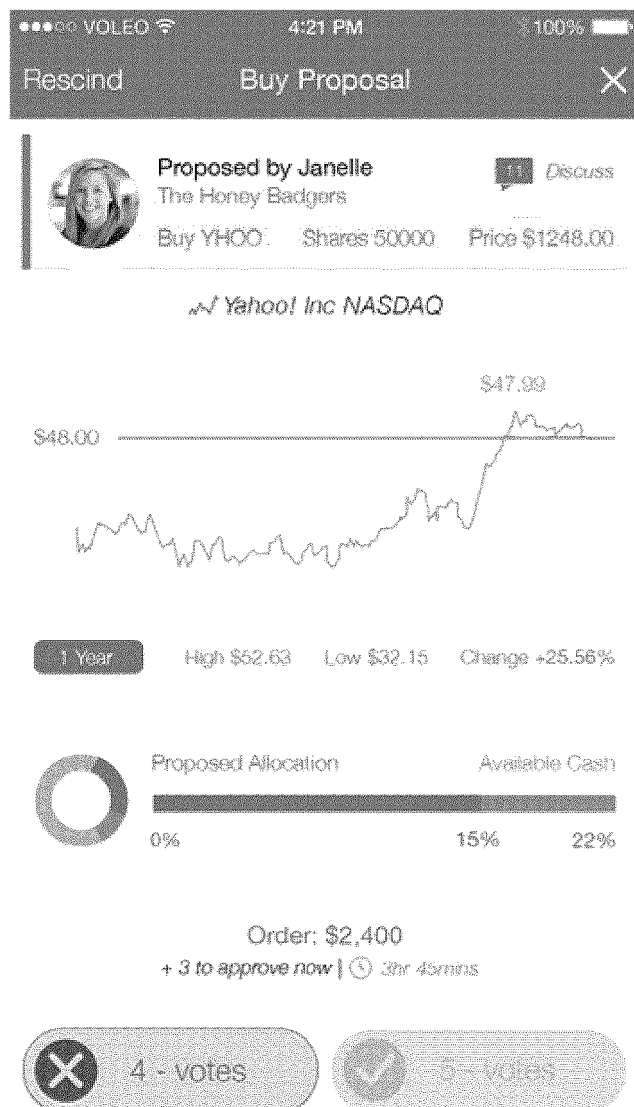 VOLEO 4:21 PM 100%
Rescind Buy Proposal
Proposed by Janelle
11 Discuss
The Honey Badgers
Buy YHOO Shares 50000 Price $1248.00
Yahoo! Inc NASDAQ
$47.99
$48.00
1 Year High $52.63 Low $32.15 Change +25.56%
Proposed Allocation Available Cash
0% 15% 22%
Order: $2,400
+ 3 to approve now | 3hr 45mins
4 - votes - votes